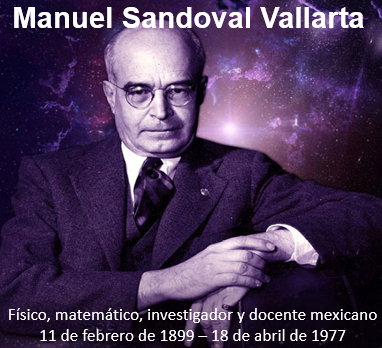 Manuel Sandoval Vallarta
Físico, matemático, investigador y docente mexicano
11 de febrero de 1899 – 18 de abril de 1977